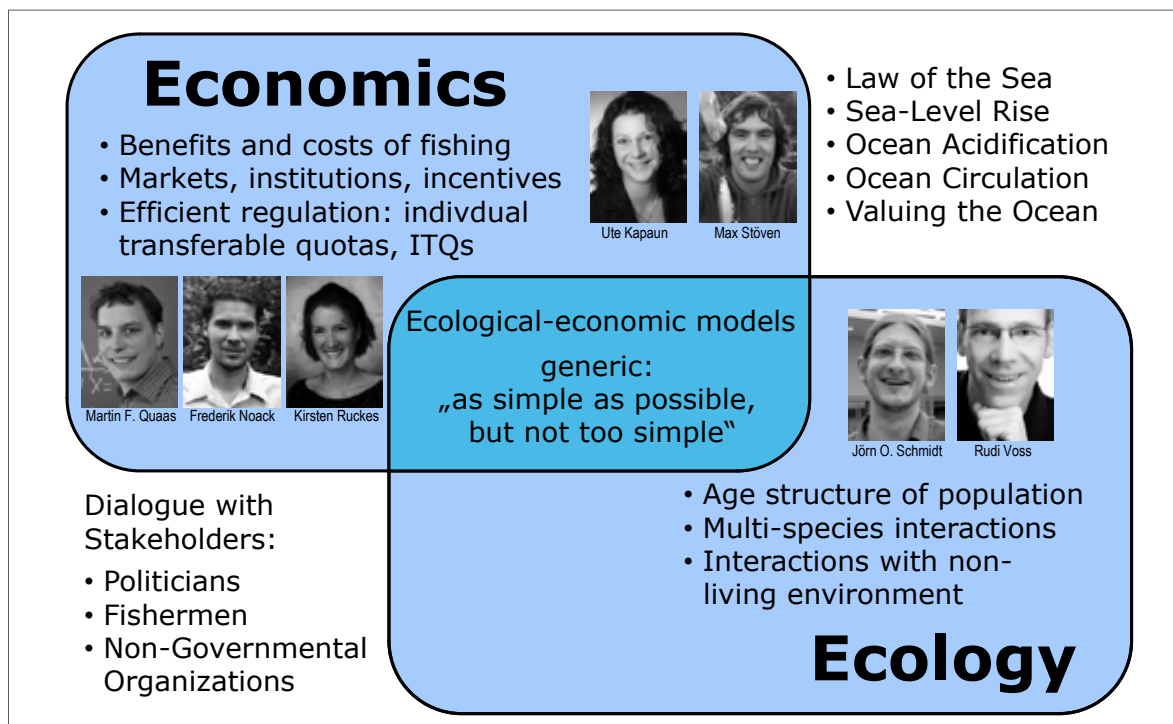 Economics
• Benefits and costs of fishing
• Markets, institutions, incentives
• Efficient regulation: indivdual
transferable quotas, ITQs
Ute Kapaun
Max Stöven
• Law of the Sea
• Sea-Level Rise
• Ocean Acidification
• Ocean Circulation
• Valuing the Ocean
Martin F. Quaas
Frederik Noack
Kirsten Ruckes
Ecological-economic models
generic:
„as simple as possible,
but not too simple“
Jörn O. Schmidt
Rudi Voss
Dialogue with
Stakeholders:
• Politicians
• Fishermen
• Non-Governmental
Organizations
• Age structure of population
• Multi-species interactions
• Interactions with non-
living environment
Ecology